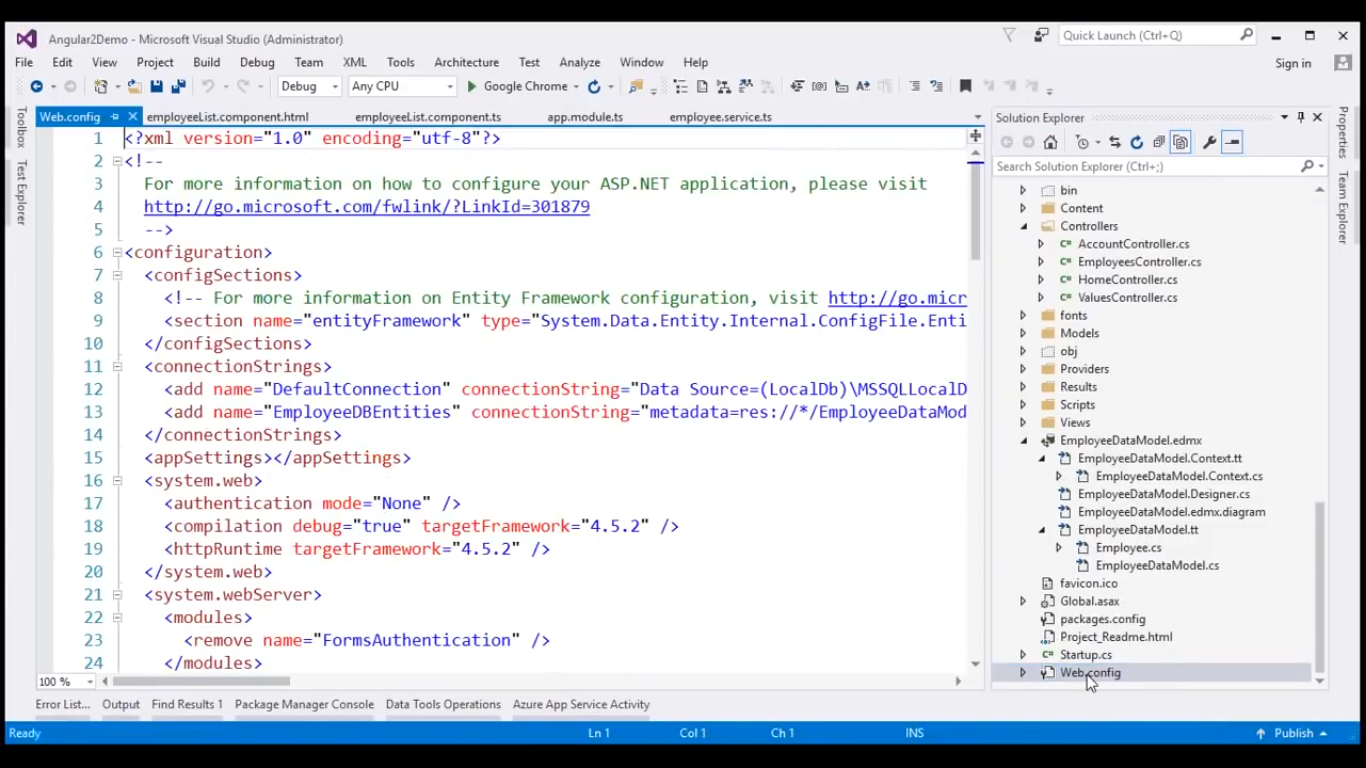 Angular2Demo - Microsoft Visual Studio (Administrator)
Quick Launch (Ctrl+Q)
File Edit View Project Build Debug Team XML Tools Architecture Test Analyze Window Help
Sign in
Debug Any CPU Google Chrome
Toolbox
Test Explorer
Web.config employeeList.component.html employeeList.component.ts app.module.ts employee.service.ts
1 <?xml version="1.0" encoding="utf-8"?>
2 <!--
3 For more information on how to configure your ASP.NET application, please visit
4 http://go.microsoft.com/fwlink/?LinkId=301879
5 -->
6 <configuration>
7 <configSections>
8 <!-- For more information on Entity Framework configuration, visit http://go.micr
9 <section name="entityFramework" type="System.Data.Entity.Internal.ConfigFile.Enti
10 </configSections>
11 <connectionStrings>
12 <add name="DefaultConnection" connectionString="Data Source=(LocalDb)\MSSQLLocalD
13 <add name="EmployeeDBEntities" connectionString="metadata=res://*/EmployeeDataMod
14 </connectionStrings>
15 <appSettings></appSettings>
16 <system.web>
17 <authentication mode="None" />
18 <compilation debug="true" targetFramework="4.5.2" />
19 <httpRuntime targetFramework="4.5.2" />
20 </system.web>
21 <system.webServer>
22 <modules>
23 <remove name="FormsAuthentication" />
24 </modules>
100 %
Solution Explorer
Search Solution Explorer (Ctrl+;)
bin
Content
Controllers
AccountController.cs
EmployeesController.cs
HomeController.cs
ValuesController.cs
fonts
Models
obj
Providers
Results
Scripts
Views
EmployeeDataModel.edmx
EmployeeDataModel.Context.tt
EmployeeDataModel.Context.cs
EmployeeDataModel.Designer.cs
EmployeeDataModel.edmx.diagram
EmployeeDataModel.tt
Employee.cs
EmployeeDataModel.cs
favicon.ico
Global.asax
packages.config
Project_Readme.html
Startup.cs
Web.config
Properties
Team Explorer
Error List... Output Find Results 1 Package Manager Console Data Tools Operations Azure App Service Activity
Ready Ln 1 Col 1 Ch 1 INS Publish